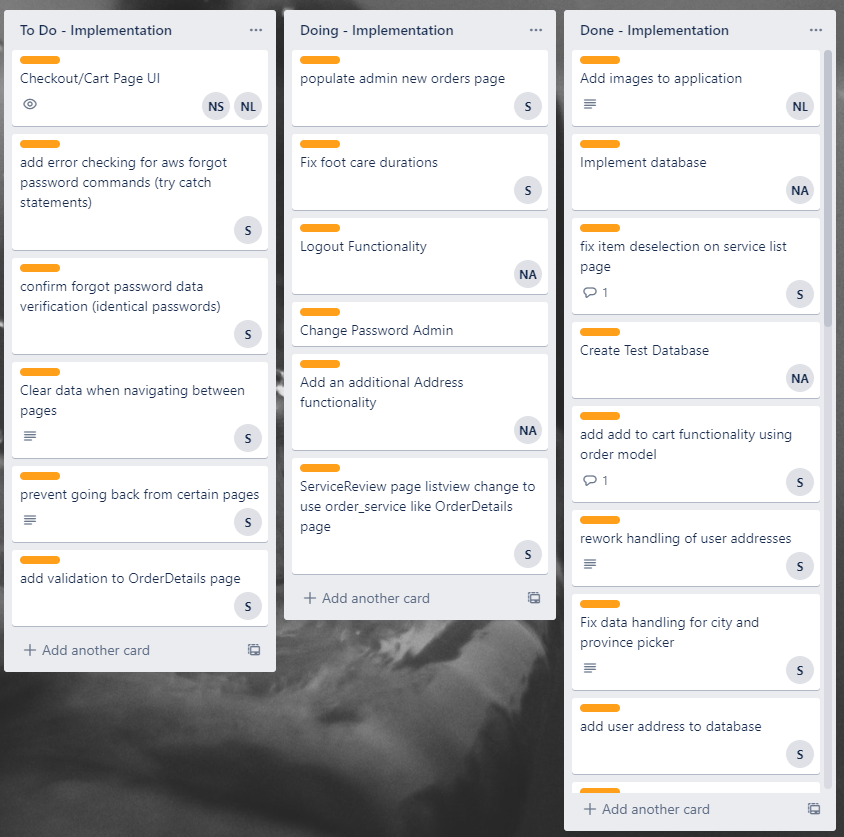 To Do - Implementation
Checkout/Cart Page UI
NS NL
add error checking for aws forgot
password commands (try catch
statements)
S
confirm forgot password data
verification (identical passwords)
S
Clear data when navigating between
pages
S
prevent going back from certain pages
S
add validation to OrderDetails page
S
Add another card
Doing - Implementation
populate admin new orders page
S
Fix foot care durations
S
Logout Functionality
NA
Change Password Admin
Add an additional Address
functionality
NA
ServiceReview page listview change to
use order_service like OrderDetails
page
S
Add another card
Done - Implementation
Add images to application
NL
Implement database
NA
fix item deselection on service list
page
1 S
Create Test Database
NA
add add to cart functionality using
order model
1 S
rework handling of user addresses
S
Fix data handling for city and
province picker
S
add user address to database
S
Add another card